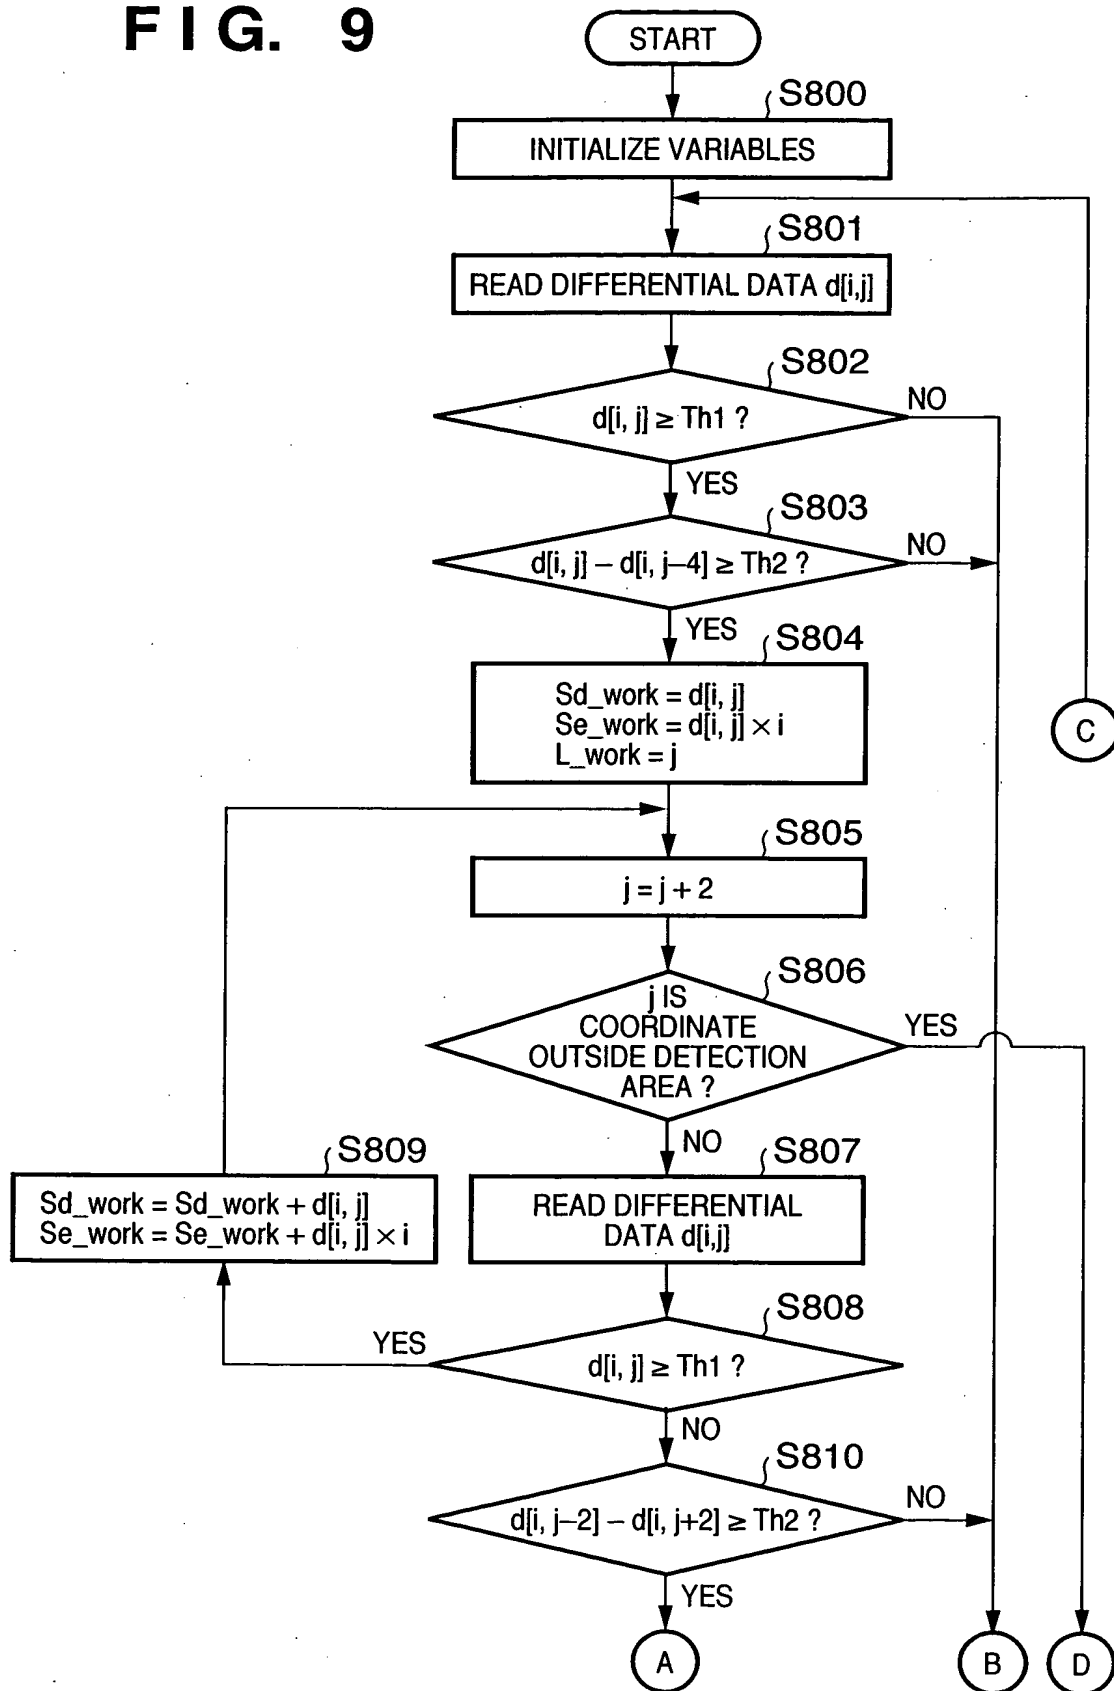 FIG. 9
START
S800
INITIALIZE VARIABLES
S801
READ DIFFERENTIAL DATA d[i,j]
S802
d[i, j] ≥ Th1 ?
NO
YES
S803
d[i, j] – d[i, j–4] ≥ Th2 ?
NO
YES
S804
Sd_work = d[i, j]
Se_work = d[i, j] × i
L_work = j
C
S805
j = j + 2
S806
j IS
COORDINATE
OUTSIDE DETECTION
AREA ?
YES
NO
S807
READ DIFFERENTIAL
DATA d[i,j]
S809
Sd_work = Sd_work + d[i, j]
Se_work = Se_work + d[i, j] × i
S808
d[i, j] ≥ Th1 ?
YES
NO
S810
d[i, j–2] – d[i, j+2] ≥ Th2 ?
NO
YES
A
B
D